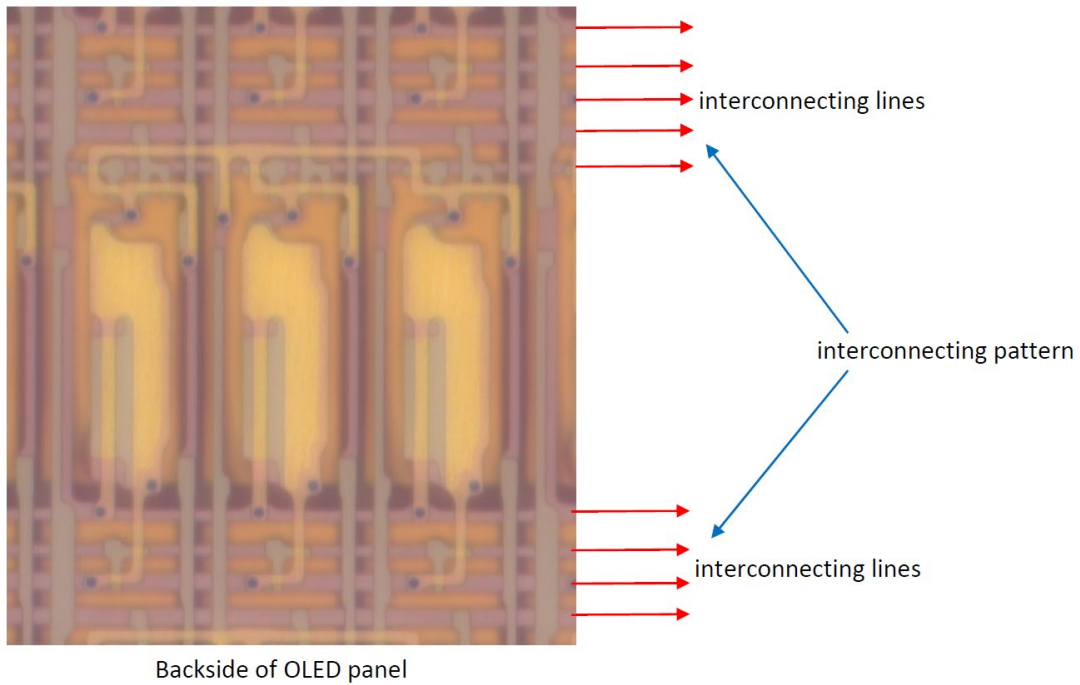 interconnecting lines
interconnecting pattern
interconnecting lines
Backside of OLED panel